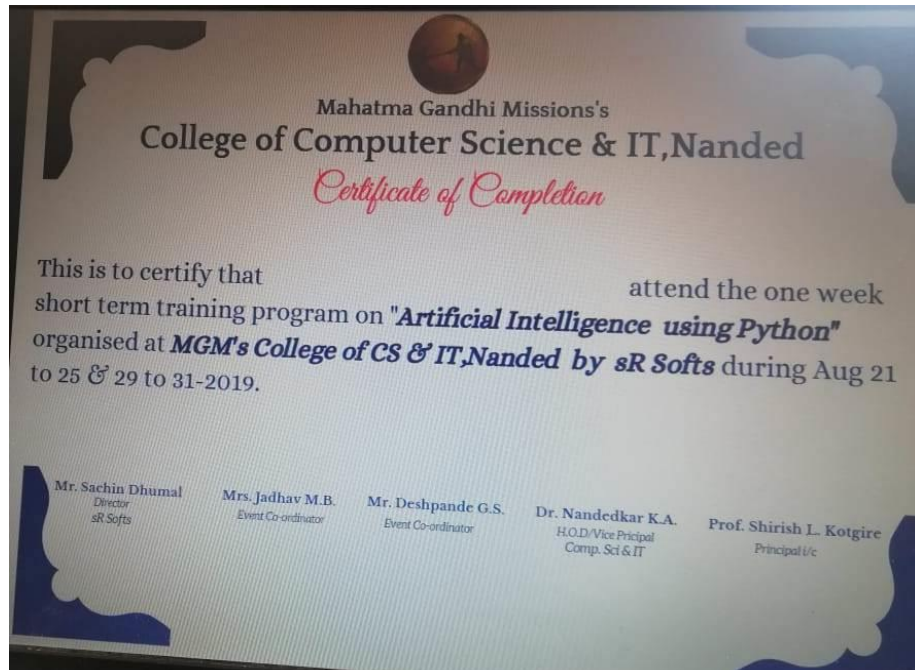 Mahatma Gandhi Missions's
College of Computer Science & IT,Nanded
Certificate of Completion
This is to certify that attend the one week
short term training program on "Artificial Intelligence using Python"
organised at MGM's College of CS & IT,Nanded by sR Softs during Aug 21
to 25 & 29 to 31-2019.
Mr. Sachin Dhumal
Director
sR Softs
Mrs. Jadhav M.B.
Event Co-ordinator
Mr. Deshpande G.S.
Event Co-ordinator
Dr. Nandedkar K.A.
H.O.D/Vice Pricipal
Comp. Sci & IT
Prof. Shirish L. Kotgire
Principal i/c